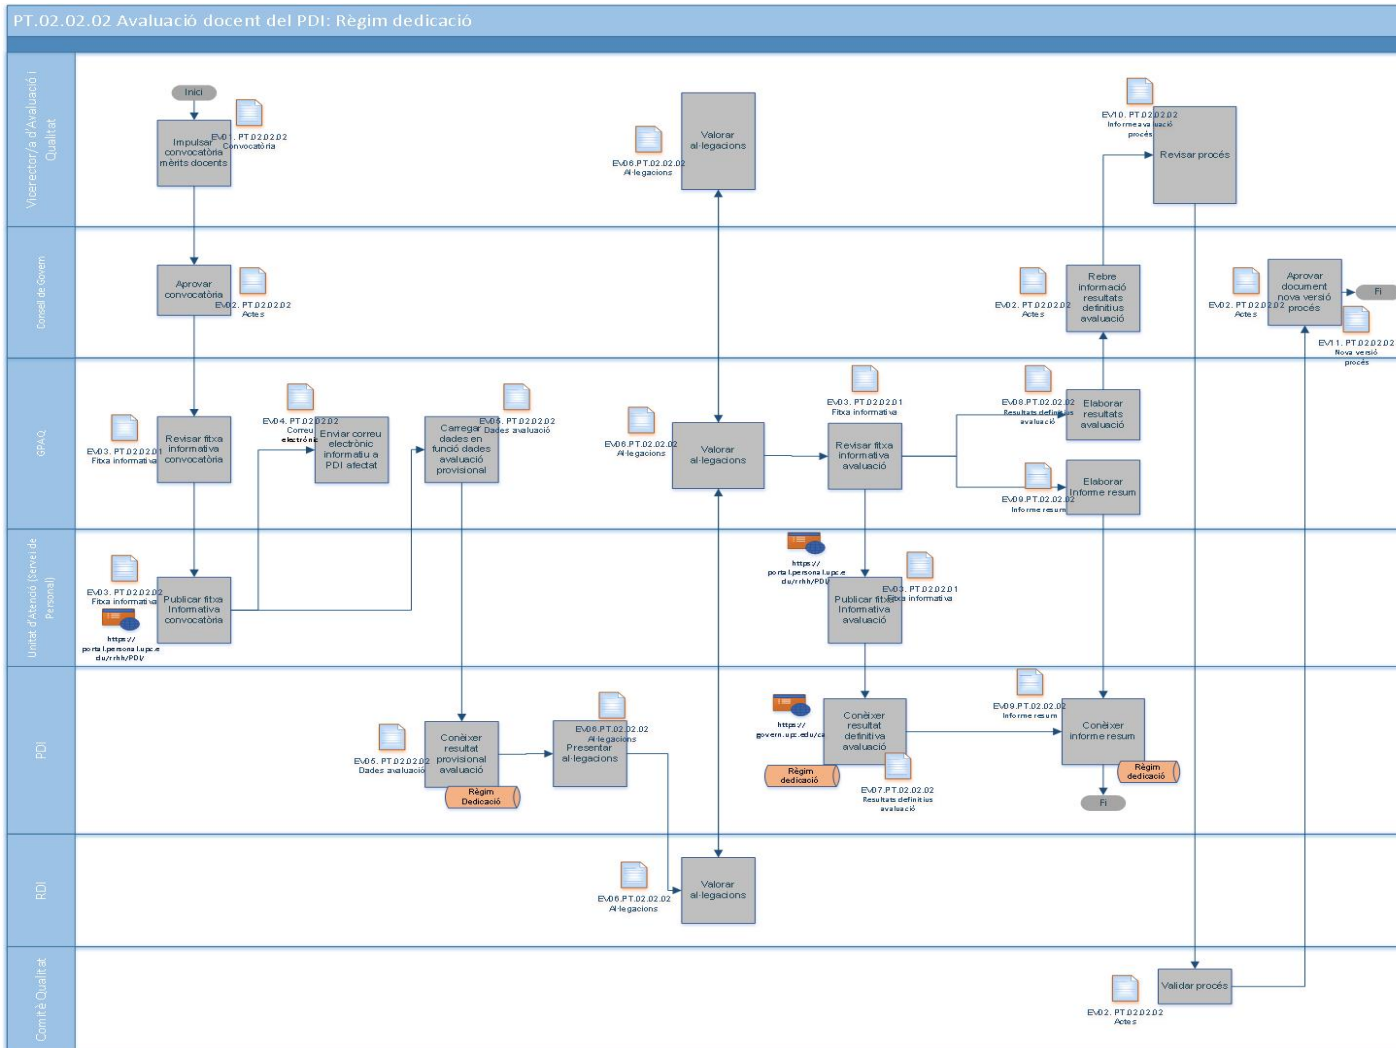 PT.02.02.02 Avaluació docent del PDI: Règim dedicació
Vicerector/a d'Avaluació i
Qualitat
Inici
EV01. PT.02.02.02
Convocatòria
Impulsar
convocatòria
mèrits docents
EV06.PT.02.02.02
Al·legacions
Valorar
al·legacions
EV10. PT.02.02.02
Informe avaluació
procés
Revisar procés
Consell de Govern
Aprovar
convocatòria
EV02. PT.02.02.02
Actes
EV02. PT.02.02.02
Actes
Rebre
informació
resultats
definitius
avaluació
EV02. PT.02.02.02
Actes
Aprovar
document
nova versió
procés
Fi
EV11. PT.02.02.02
Nova versió
procés
GPAQ
EV03. PT.02.02.01
Fitxa informativa
Revisar fitxa
informativa
convocatòria
EV04. PT.02.02.02
Correu
electrònic
Enviar correu
electrònic
informatiu a
PDI afectat
Carregar
dades en
funció dades
avaluació
provisional
EV05. PT.02.02.02
Dades avaluació
EV06.PT.02.02.02
Al·legacions
Valorar
al·legacions
EV03. PT.02.02.01
Fitxa informativa
Revisar fitxa
informativa
avaluació
EV08.PT.02.02.02
Resultats definitius
avaluació
Elaborar
resultats
avaluació
EV09.PT.02.02.02
Informe resum
Elaborar
Informe resum
Unitat d'Atenció (Servei de
Personal)
EV03. PT.02.02.02
Fitxa informativa
https://
portal.personal.upc.e
du/rrhh/PDI/
Publicar fitxa
Informativa
convocatòria
https://
portal.personal.upc.e
du/rrhh/PDI/
Publicar fitxa
Informativa
avaluació
EV03. PT.02.02.01
Fitxa informativa
PDI
EV05. PT.02.02.02
Dades avaluació
Conèixer
resultat
provisional
avaluació
Règim
Dedicació
EV06.PT.02.02.02
Al·legacions
Presentar
al·legacions
https://
govern.upc.edu/ca
Conèixer
resultat
definitiva
avaluació
Règim
dedicació
EV07.PT.02.02.02
Resultats definitius
avaluació
EV09.PT.02.02.02
Informe resum
Conèixer
informe resum
Règim
dedicació
Fi
RDI
EV06.PT.02.02.02
Al·legacions
Valorar
al·legacions
Comitè Qualitat
EV02. PT.02.02.02
Actes
Validar procés